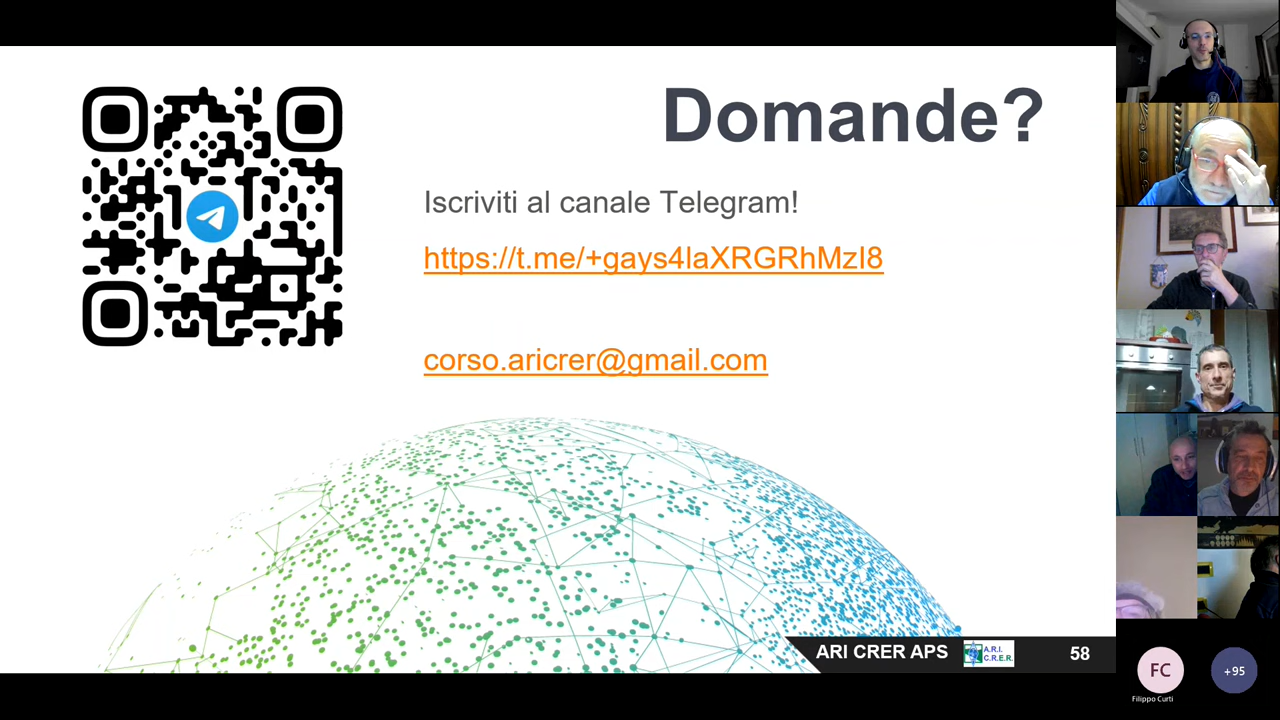 Domande?
Iscriviti al canale Telegram!
https://t.me/+gays4laXRGRhMzI8
corso.aricrer@gmail.com
ARI CRER APS
A.R.I.
C.R.E.R.
58
FC
Filippo Curti
+95